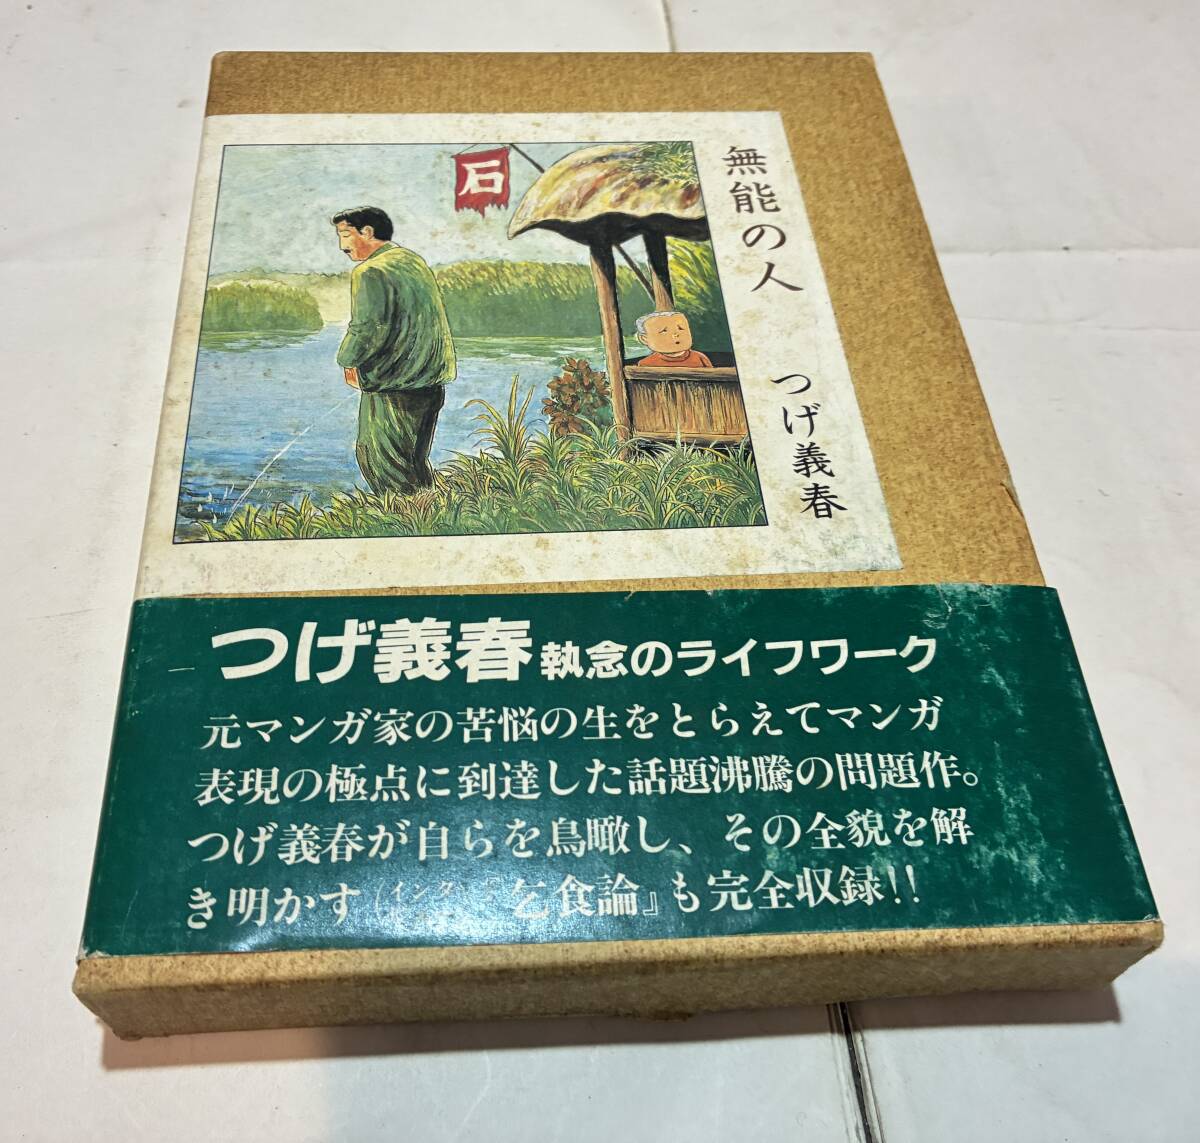 石
無能の人
つげ義春
つげ義春執念のライフワーク
元マンガ家の苦悩の生をとらえてマンガ
表現の極点に到達した話題沸騰の問題作。
つげ義春が自らを鳥瞰し、その全貌を解
き明かす 乞食論』も完全収録!!